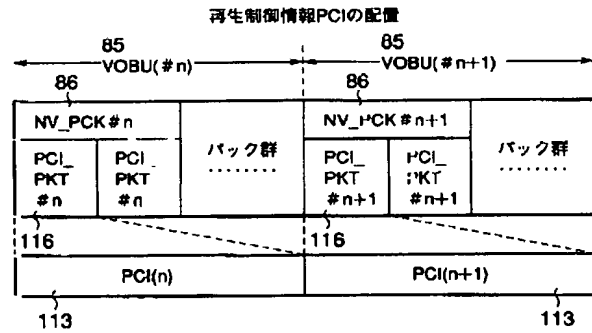 再生制御情報PCIの配置
85
VOBU(#n)
85
VOBU(#n+1)
86
86
NV_PCK#n
パック群
........
NV_PCK#n+1
パック群
........
PCI_
PKT
#n
PCI_
PKT
#n
PCI_
PKT
#n+1
PCI_
PKT
#n+1
116
116
PCI(n)
PCI(n+1)
113
113